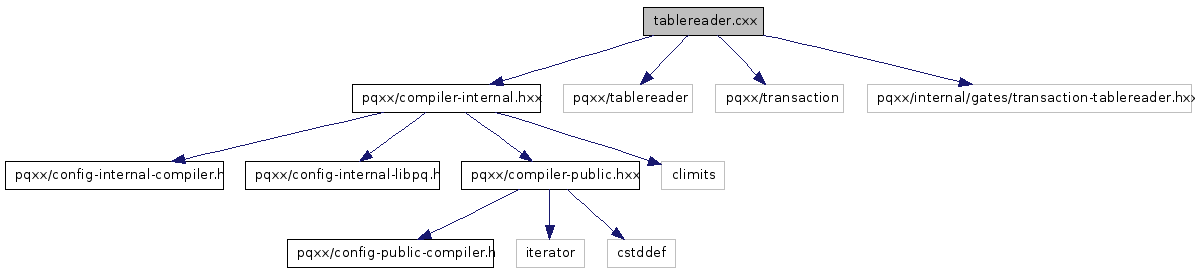 tablereader.cxx
pqxx/compiler-internal.hxx
pqxx/tablereader
pqxx/transaction
pqxx/internal/gates/transaction-tablereader.hxx
pqxx/config-internal-compiler.h
pqxx/config-internal-libpq.h
pqxx/compiler-public.hxx
climits
pqxx/config-public-compiler.h
iterator
cstddef